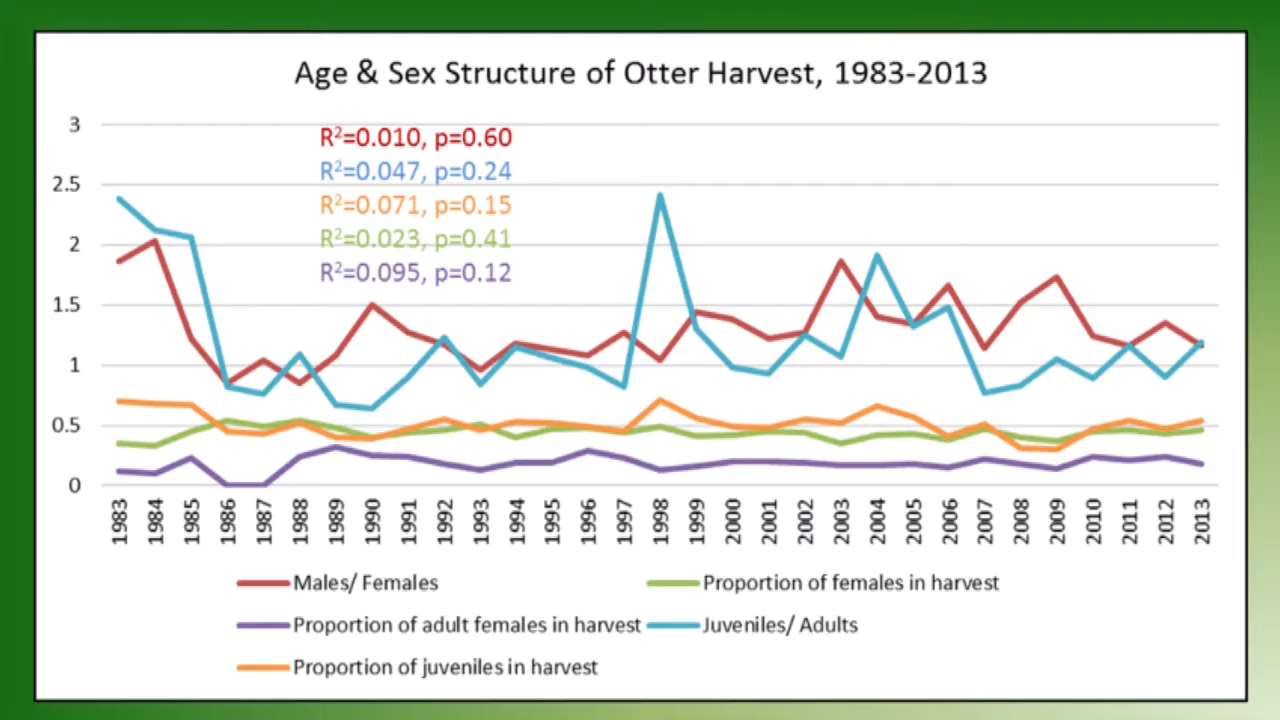 Age & Sex Structure of Otter Harvest, 1983-2013
3
R²=0.010, p=0.60
R²=0.047, p=0.24
2.5
R²=0.071, p=0.15
R²=0.023, p=0.41
2
R²=0.095, p=0.12
1.5
1
0.5
0
1983 1984 1985 1986 1987 1988 1989 1990 1991 1992 1993 1994 1995 1996 1997 1998 1999 2000 2001 2002 2003 2004 2005 2006 2007 2008 2009 2010 2011 2012 2013
Males/ Females Proportion of females in harvest
Proportion of adult females in harvest Juveniles/ Adults
Proportion of juveniles in harvest